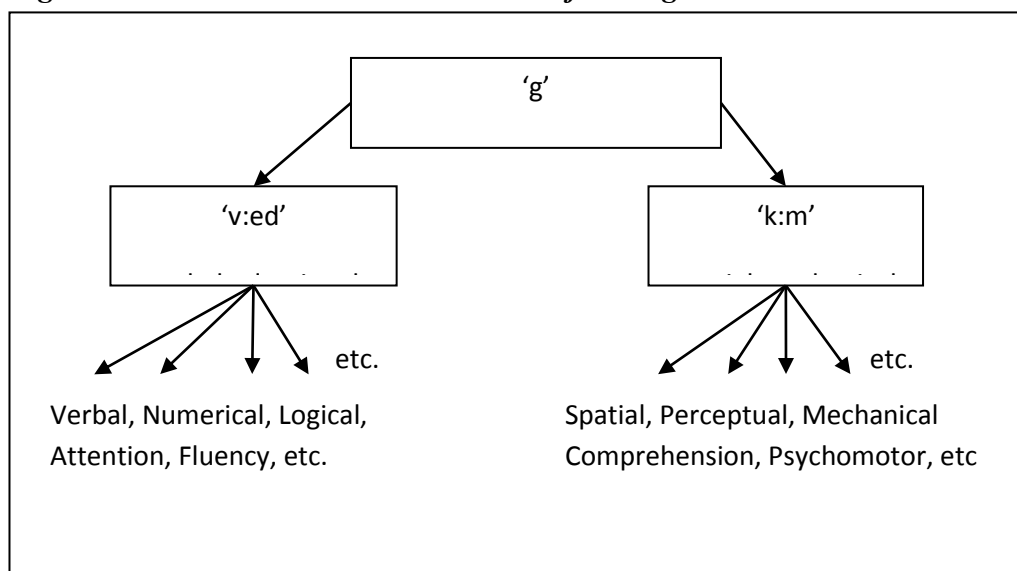 ‘g’
‘v:ed’
‘k:m’
etc.
etc.
Verbal, Numerical, Logical,
Attention, Fluency, etc.
Spatial, Perceptual, Mechanical
Comprehension, Psychomotor, etc